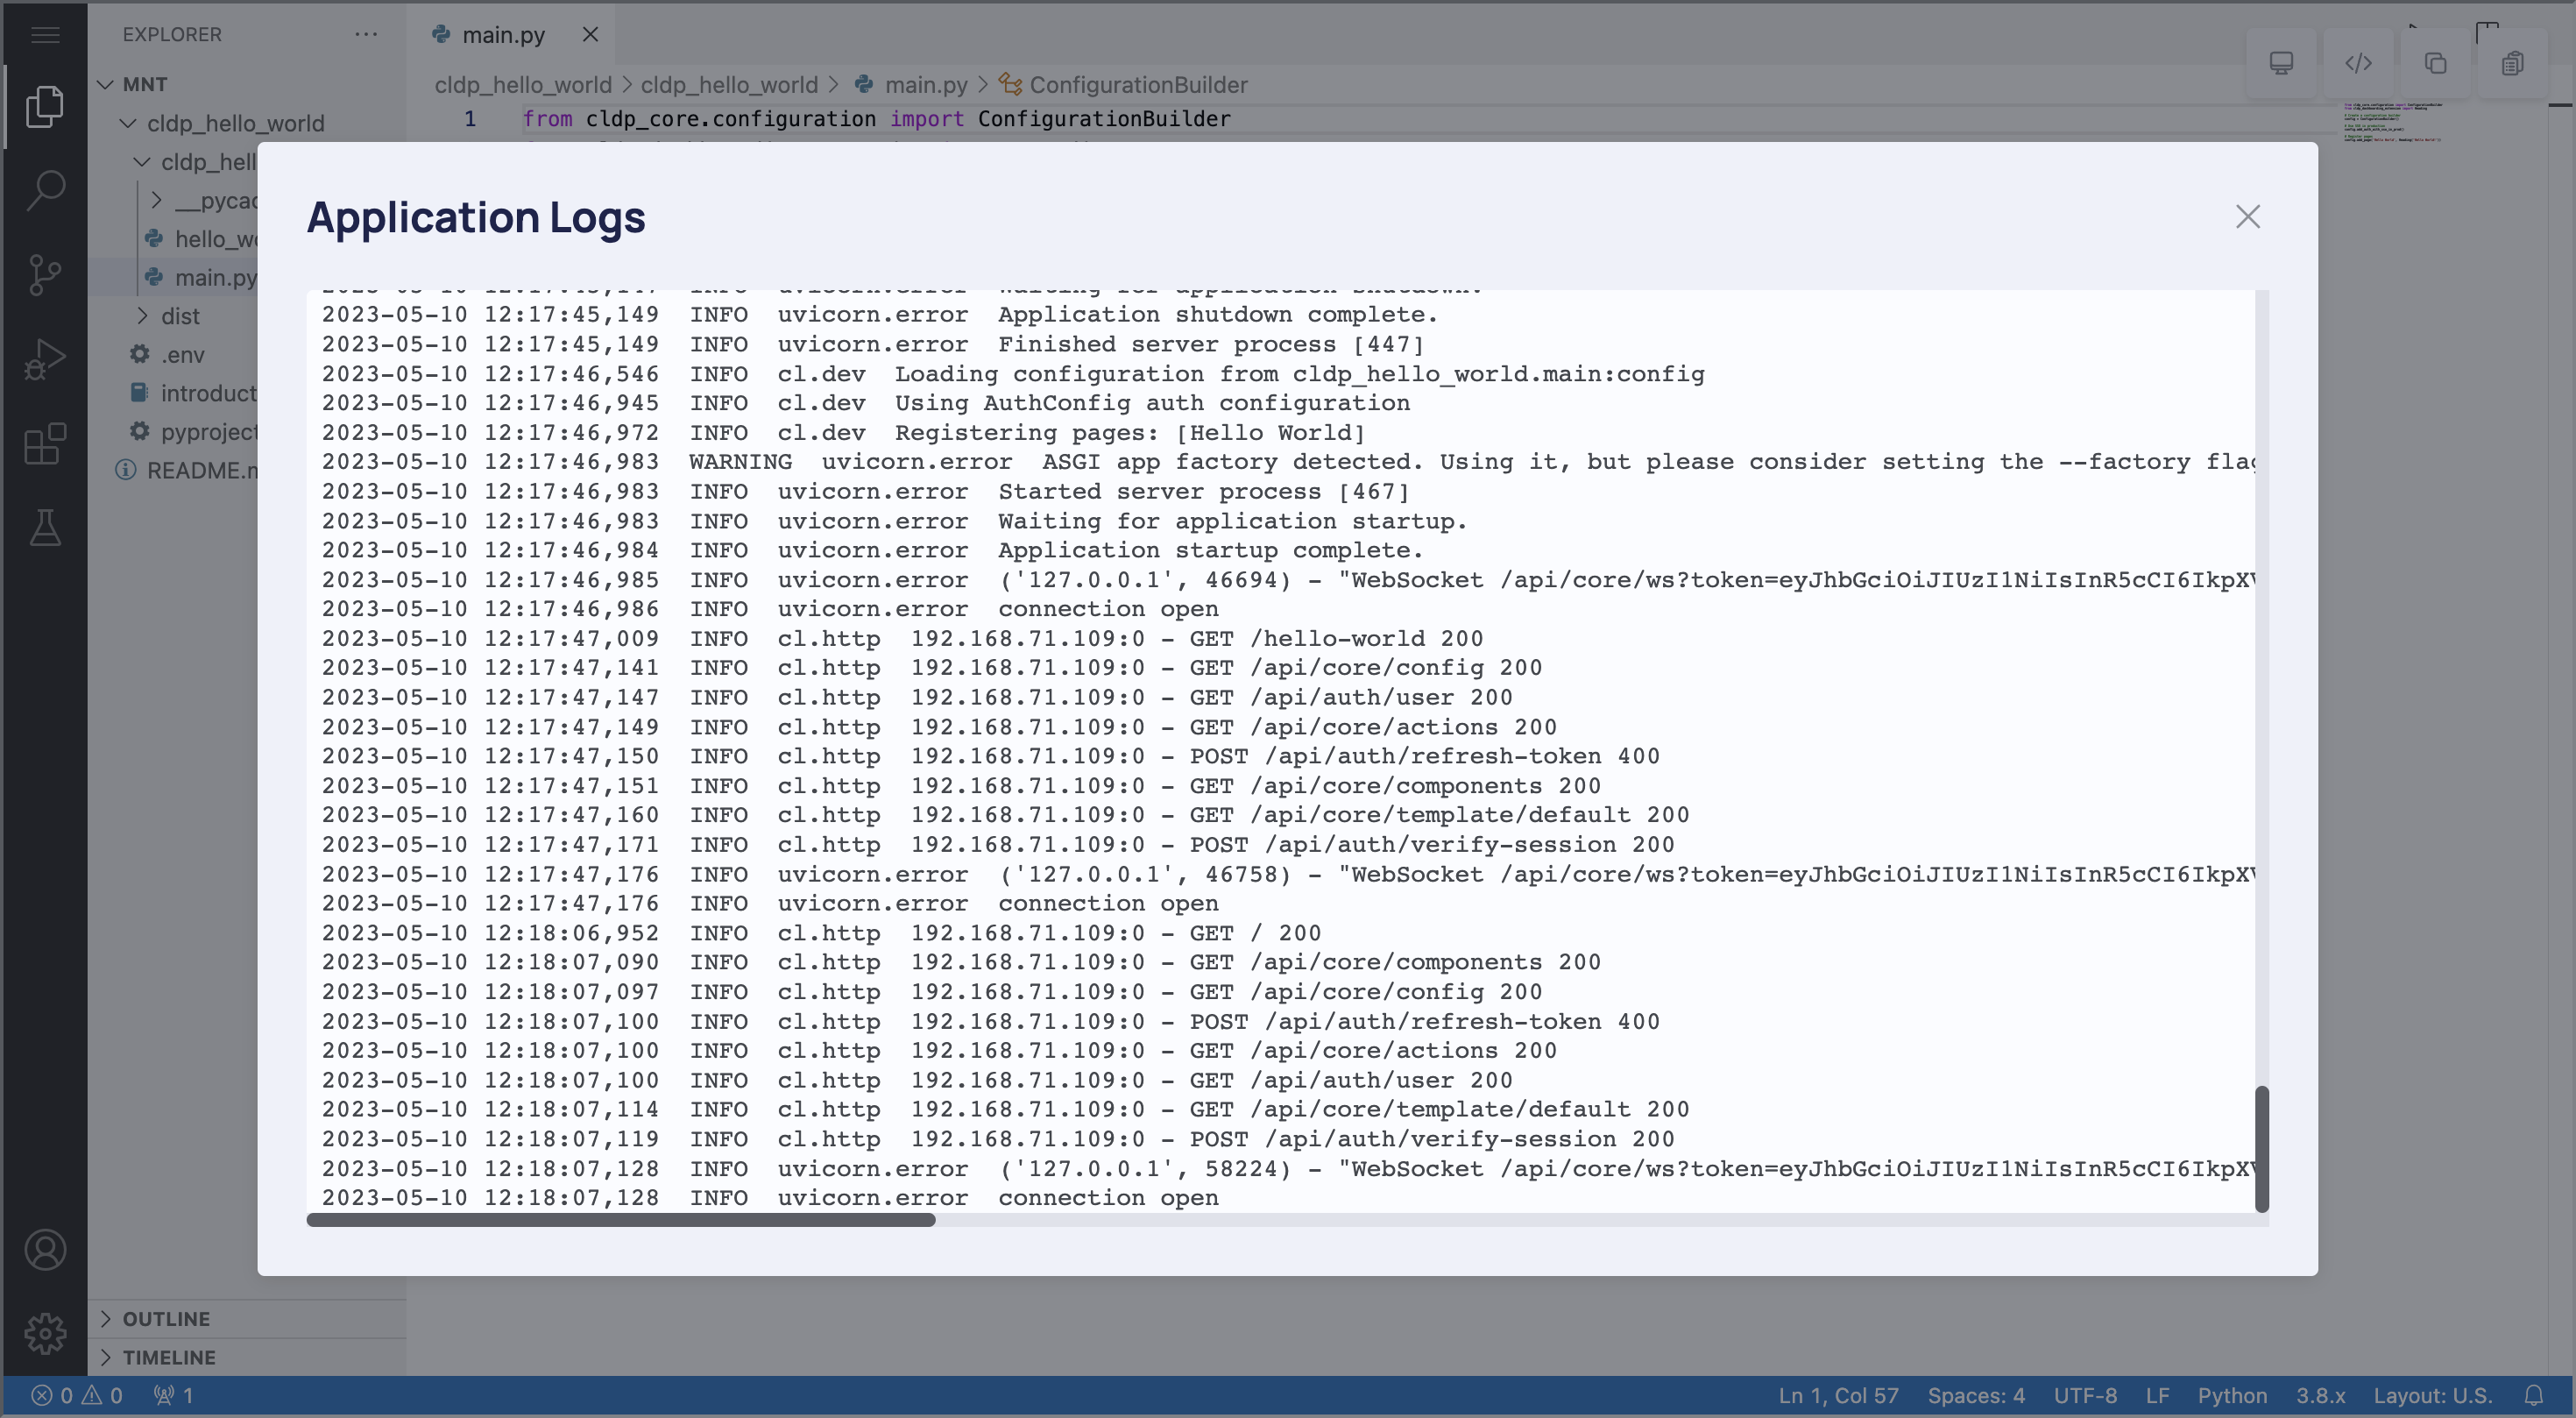 EXPLORER
main.py
MNT
cldp_hello_world > cldp_hello_world > main.py > ConfigurationBuilder
cldp_hello_world
1 from cldp_core.configuration import ConfigurationBuilder
cldp_hell
__pycac
hello_wo
main.py
dist
.env
introduct
pyproject
README.m
Application Logs
2023-05-10 12:17:45,147 INFO uvicorn.error Waiting for application shutdown.
2023-05-10 12:17:45,149 INFO uvicorn.error Application shutdown complete.
2023-05-10 12:17:45,149 INFO uvicorn.error Finished server process [447]
2023-05-10 12:17:46,546 INFO cl.dev Loading configuration from cldp_hello_world.main:config
2023-05-10 12:17:46,945 INFO cl.dev Using AuthConfig auth configuration
2023-05-10 12:17:46,972 INFO cl.dev Registering pages: [Hello World]
2023-05-10 12:17:46,983 WARNING uvicorn.error ASGI app factory detected. Using it, but please consider setting the --factory flag
2023-05-10 12:17:46,983 INFO uvicorn.error Started server process [467]
2023-05-10 12:17:46,983 INFO uvicorn.error Waiting for application startup.
2023-05-10 12:17:46,984 INFO uvicorn.error Application startup complete.
2023-05-10 12:17:46,985 INFO uvicorn.error ('127.0.0.1', 46694) - "WebSocket /api/core/ws?token=eyJhbGciOiJIUzI1NiIsInR5cCI6IkpXV
2023-05-10 12:17:46,986 INFO uvicorn.error connection open
2023-05-10 12:17:47,009 INFO cl.http 192.168.71.109:0 - GET /hello-world 200
2023-05-10 12:17:47,141 INFO cl.http 192.168.71.109:0 - GET /api/core/config 200
2023-05-10 12:17:47,147 INFO cl.http 192.168.71.109:0 - GET /api/auth/user 200
2023-05-10 12:17:47,149 INFO cl.http 192.168.71.109:0 - GET /api/core/actions 200
2023-05-10 12:17:47,150 INFO cl.http 192.168.71.109:0 - POST /api/auth/refresh-token 400
2023-05-10 12:17:47,151 INFO cl.http 192.168.71.109:0 - GET /api/core/components 200
2023-05-10 12:17:47,160 INFO cl.http 192.168.71.109:0 - GET /api/core/template/default 200
2023-05-10 12:17:47,171 INFO cl.http 192.168.71.109:0 - POST /api/auth/verify-session 200
2023-05-10 12:17:47,176 INFO uvicorn.error ('127.0.0.1', 46758) - "WebSocket /api/core/ws?token=eyJhbGciOiJIUzI1NiIsInR5cCI6IkpXV
2023-05-10 12:17:47,176 INFO uvicorn.error connection open
2023-05-10 12:18:06,952 INFO cl.http 192.168.71.109:0 - GET / 200
2023-05-10 12:18:07,090 INFO cl.http 192.168.71.109:0 - GET /api/core/components 200
2023-05-10 12:18:07,097 INFO cl.http 192.168.71.109:0 - GET /api/core/config 200
2023-05-10 12:18:07,100 INFO cl.http 192.168.71.109:0 - POST /api/auth/refresh-token 400
2023-05-10 12:18:07,100 INFO cl.http 192.168.71.109:0 - GET /api/core/actions 200
2023-05-10 12:18:07,100 INFO cl.http 192.168.71.109:0 - GET /api/auth/user 200
2023-05-10 12:18:07,114 INFO cl.http 192.168.71.109:0 - GET /api/core/template/default 200
2023-05-10 12:18:07,119 INFO cl.http 192.168.71.109:0 - POST /api/auth/verify-session 200
2023-05-10 12:18:07,128 INFO uvicorn.error ('127.0.0.1', 58224) - "WebSocket /api/core/ws?token=eyJhbGciOiJIUzI1NiIsInR5cCI6IkpXV
2023-05-10 12:18:07,128 INFO uvicorn.error connection open
OUTLINE
TIMELINE
0 0 1 Ln 1, Col 57 Spaces: 4 UTF-8 LF Python 3.8.x Layout: U.S.